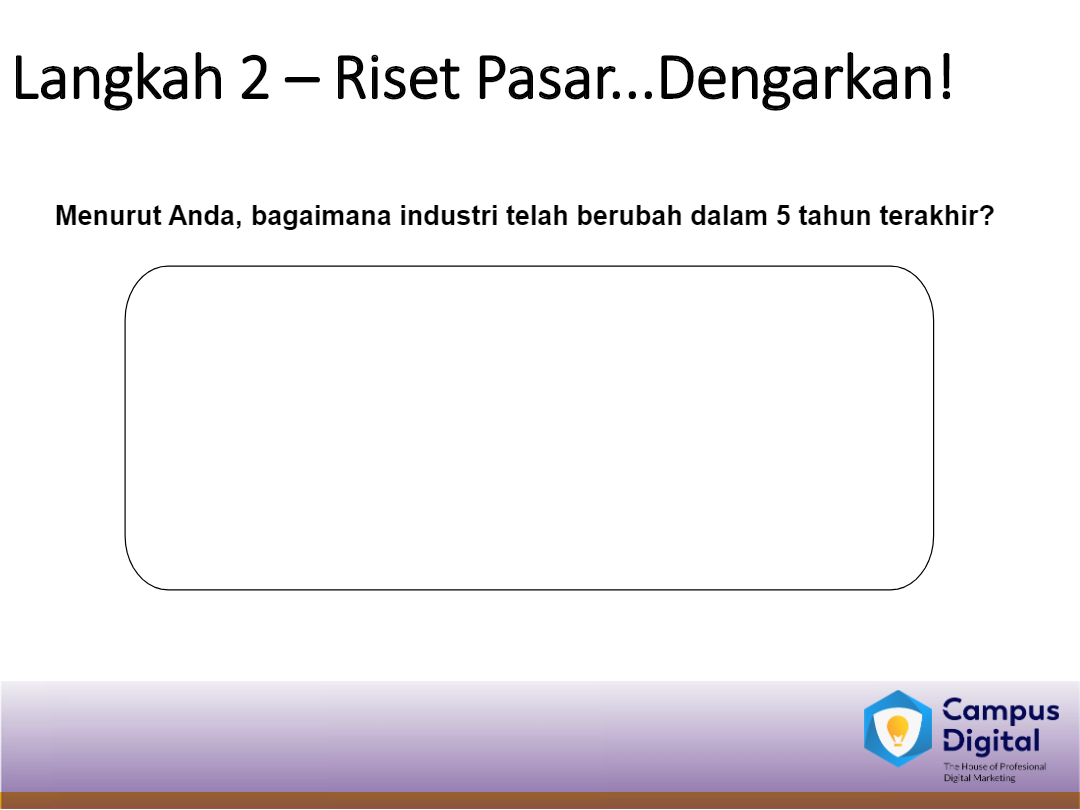 Langkah 2 – Riset Pasar...Dengarkan!
Menurut Anda, bagaimana industri telah berubah dalam 5 tahun terakhir?
Campus
Digital
The House of Profesional
Digital Marketing